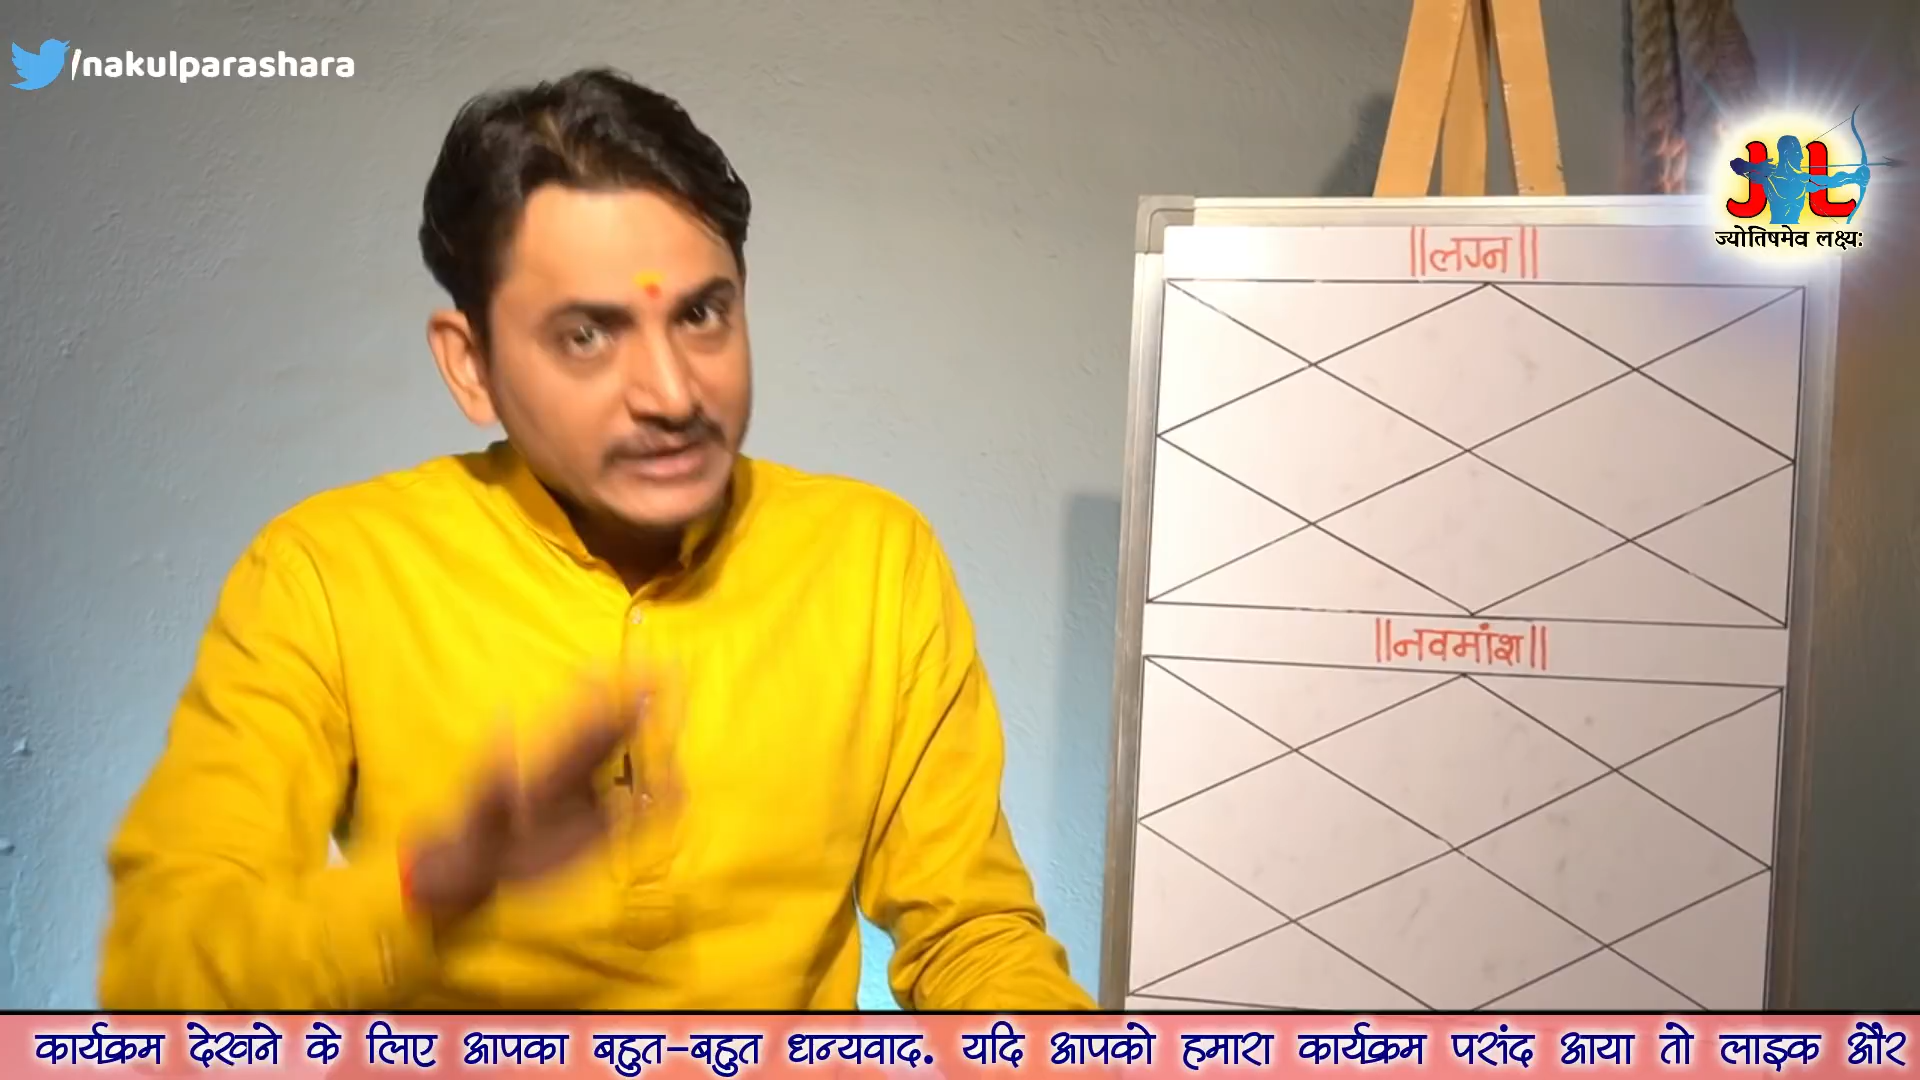 /nakulparashara
JL
ज्योतिषमेव लक्ष्य:
||लग्न||
||नवमांश||
कार्यक्रम देखने के लिए आपका बहुत-बहुत धन्यवाद. यदि आपको हमारा कार्यक्रम पसंद आया तो लाइक और